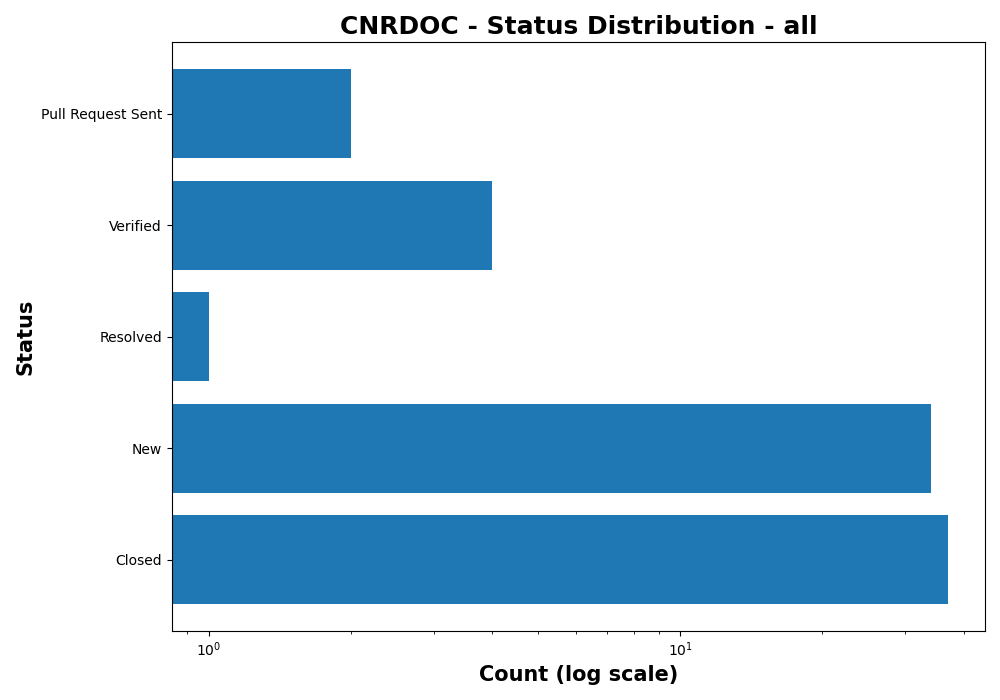 CNRDOC - Status Distribution - all
Pull Request Sent
Verified
Resolved
New
Closed
Status
10⁰
10¹
Count (log scale)